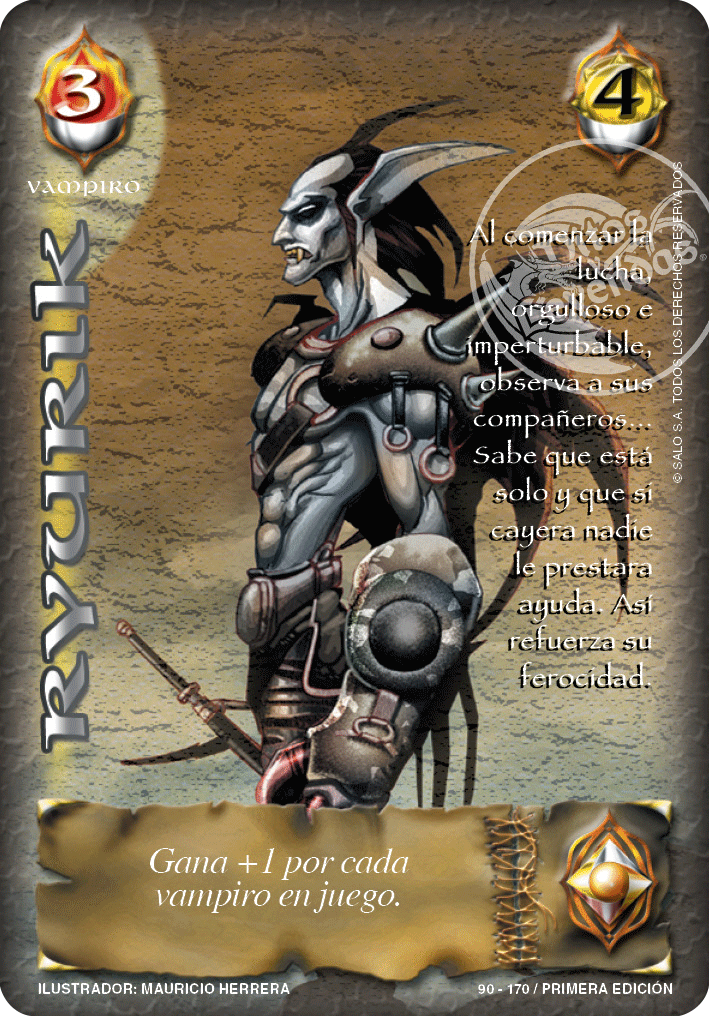 3
4
VAMPIRO
RYURIK
Al comenzar la
lucha,
orgulloso e
imperturbable,
observa a sus
compañeros...
Sabe que está
solo y que si
cayera nadie
le prestara
ayuda. Así
refuerza su
ferocidad.
© SALO S.A. TODOS LOS DERECHOS RESERVADOS
Gana +1 por cada
vampiro en juego.
ILUSTRADOR: MAURICIO HERRERA
90 - 170 / PRIMERA EDICIÓN